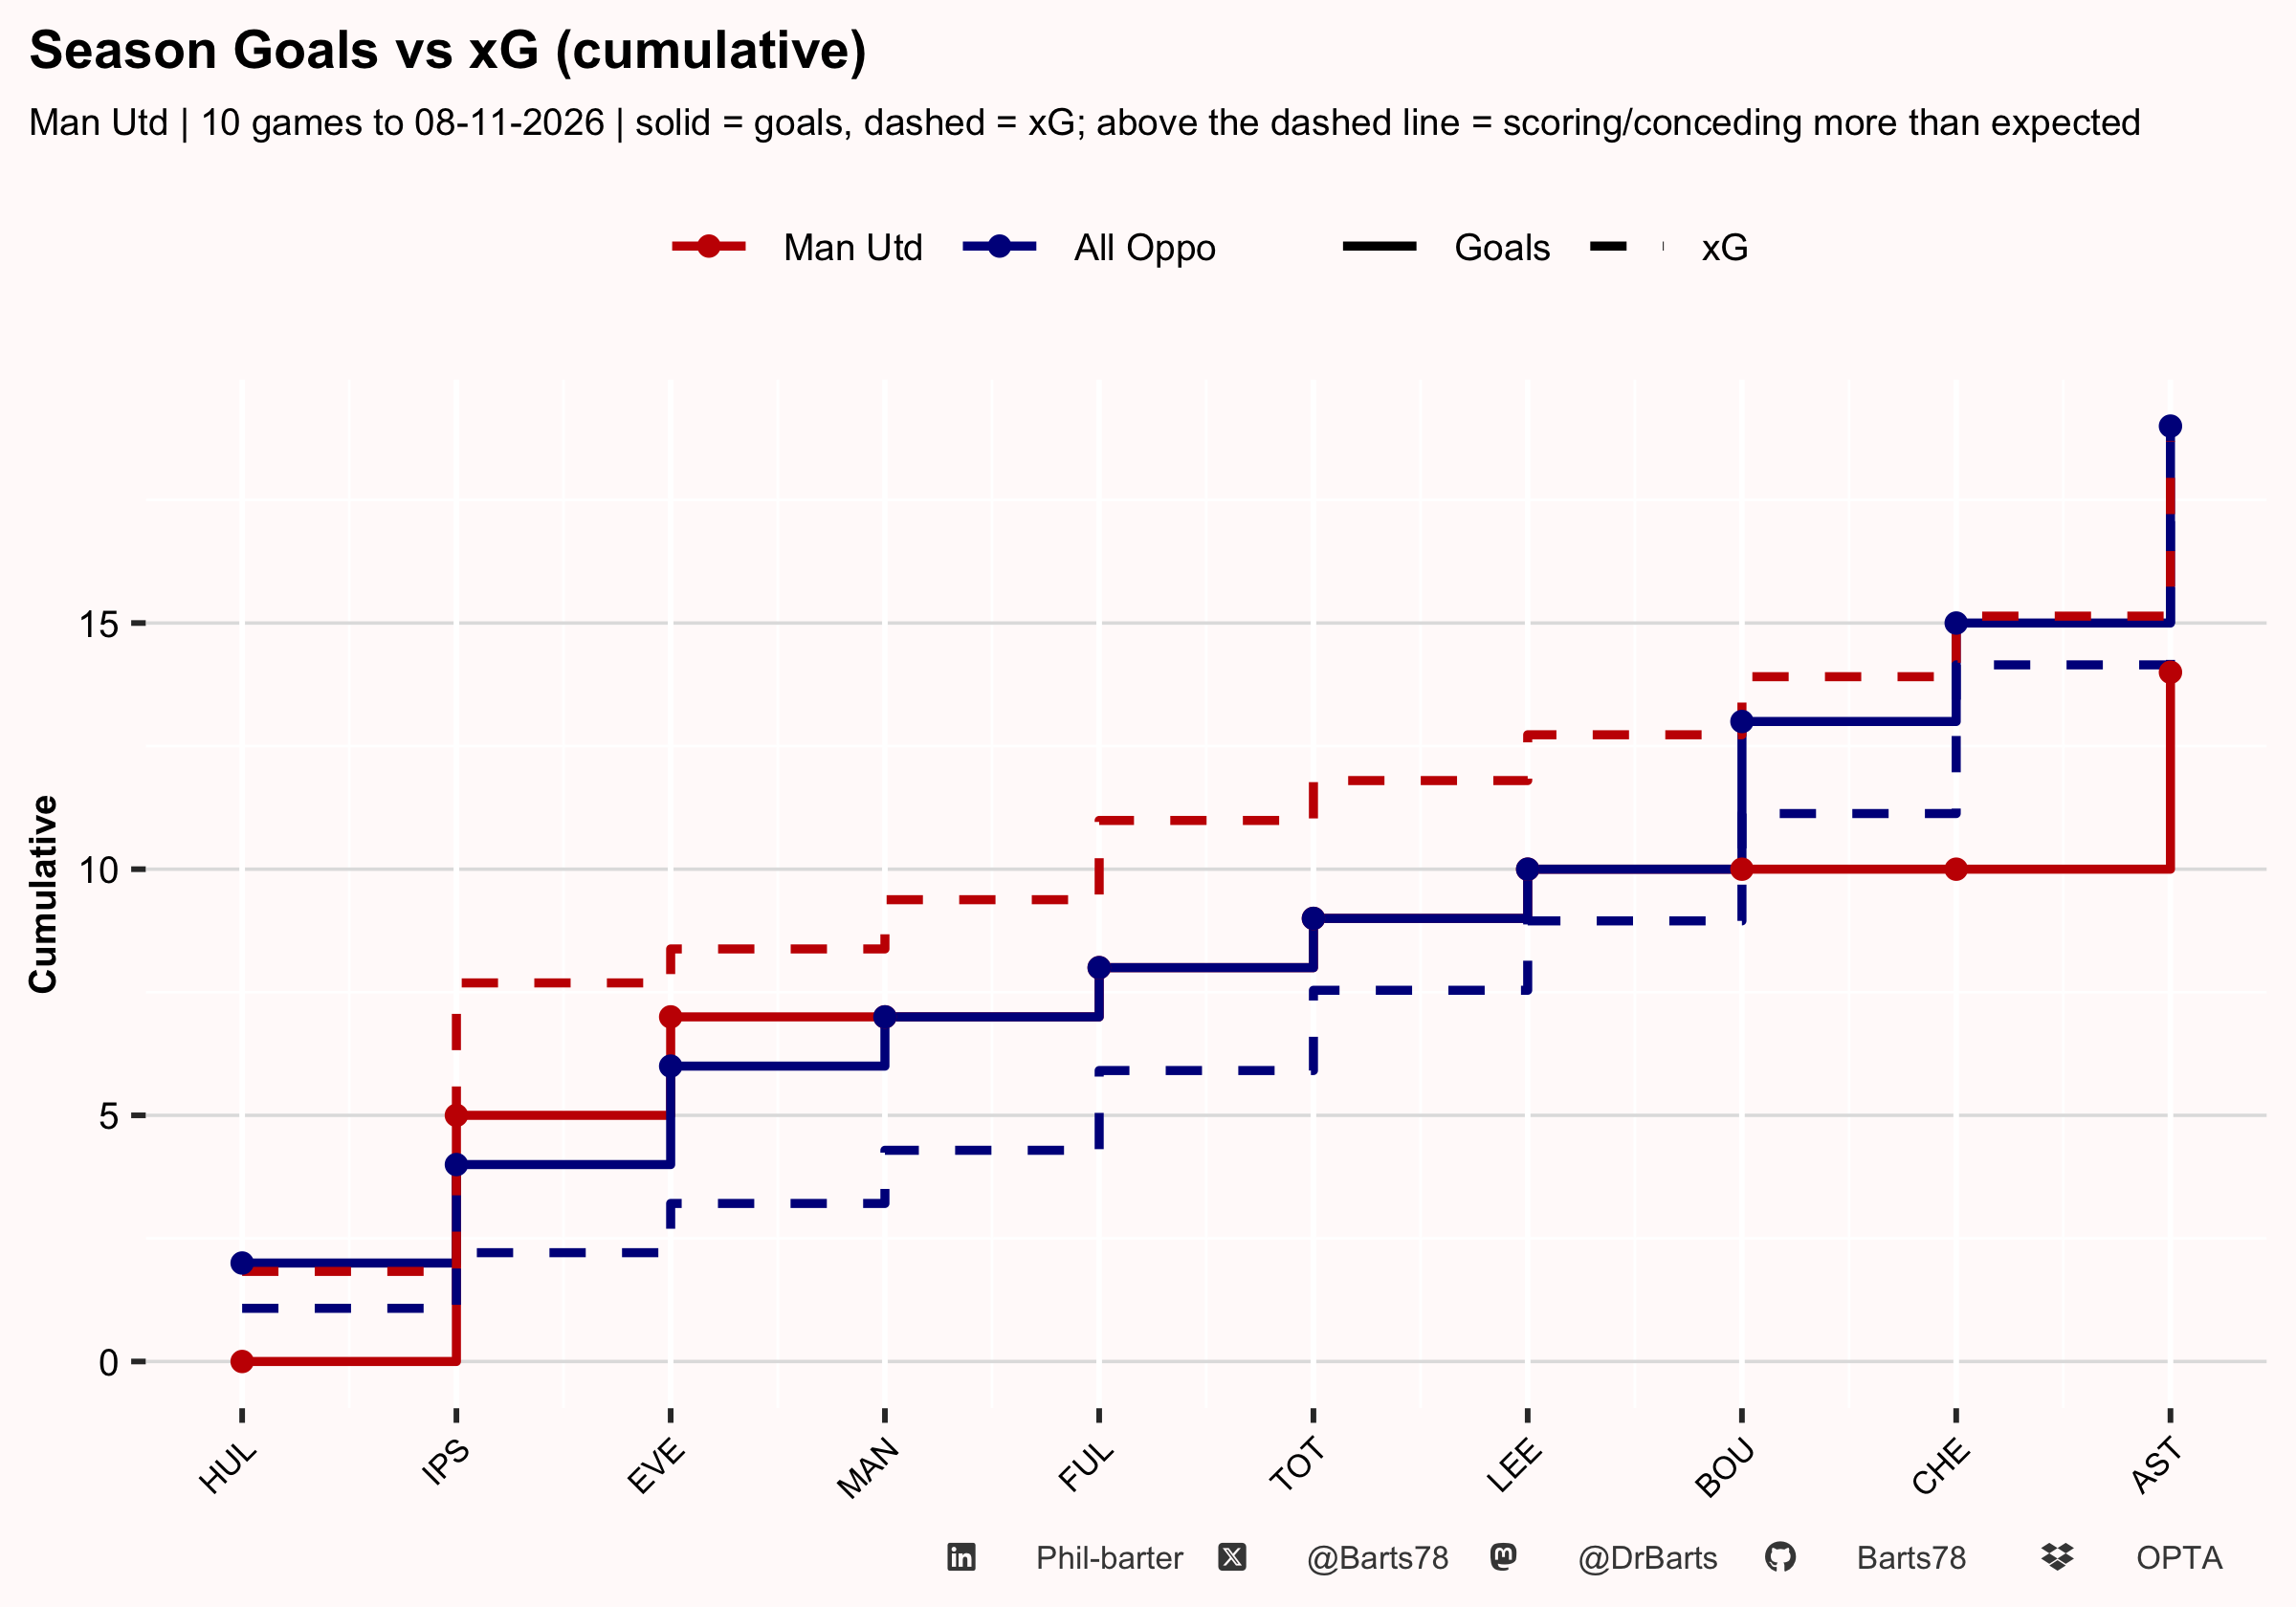 Season Goals vs xG (cumulative)
Man Utd | 10 games to 08-11-2026 | solid = goals, dashed = xG; above the dashed line = scoring/conceding more than expected
Man Utd All Oppo Goals xG
Cumulative
15
10
5
0
HUL IPS EVE MAN FUL TOT LEE BOU CHE AST
Phil-barter @Barts78 @DrBarts Barts78 OPTA